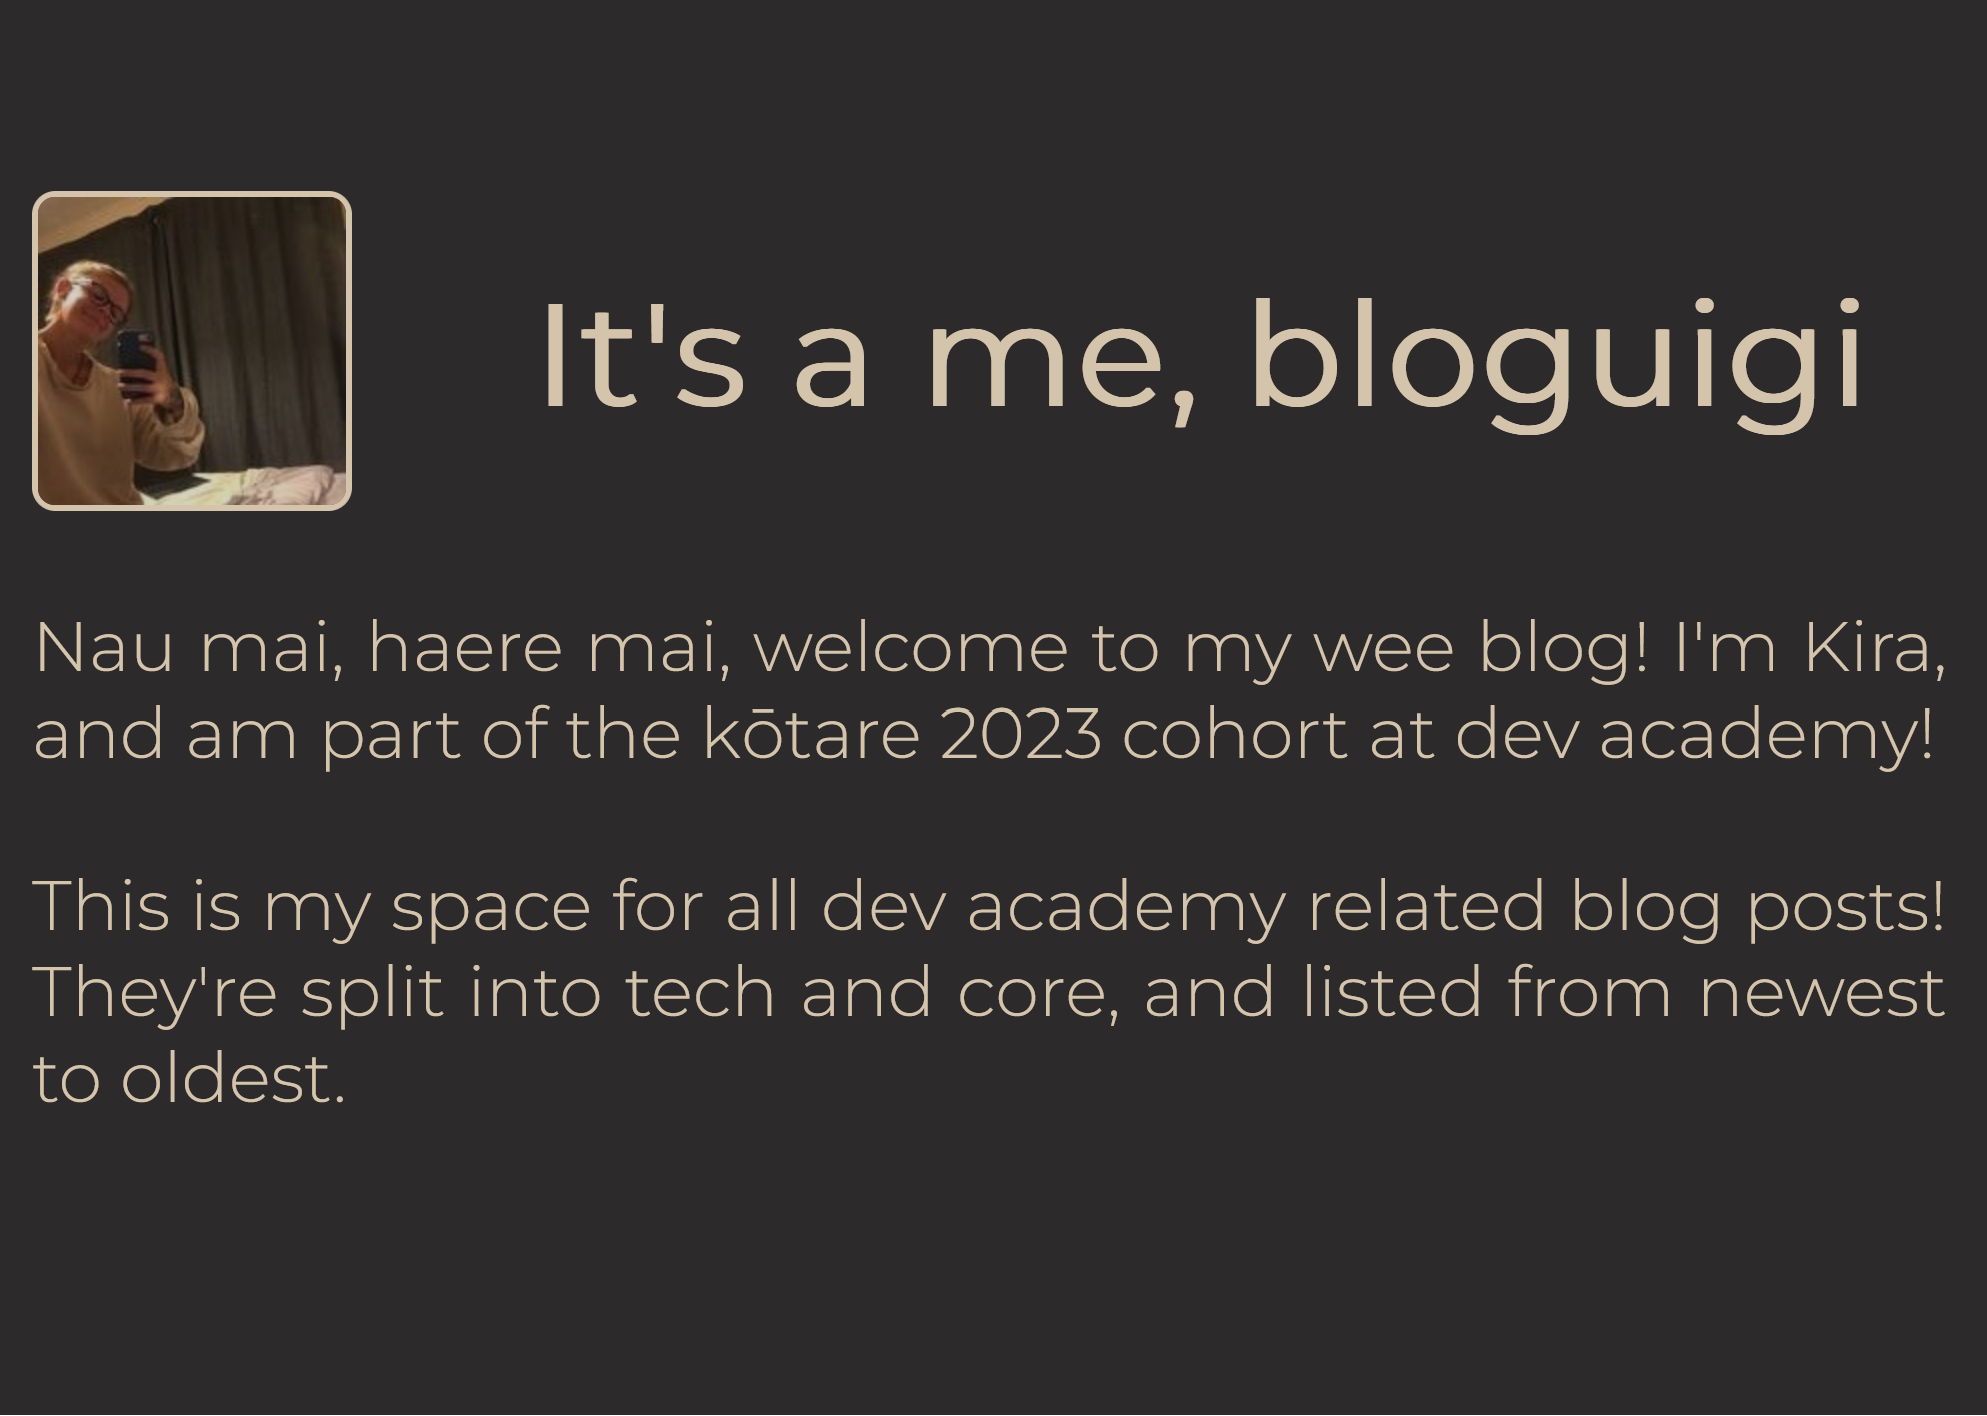 It's a me, bloguigi
Nau mai, haere mai, welcome to my wee blog! I'm Kira,
and am part of the kōtare 2023 cohort at dev academy!
This is my space for all dev academy related blog posts!
They're split into tech and core, and listed from newest
to oldest.